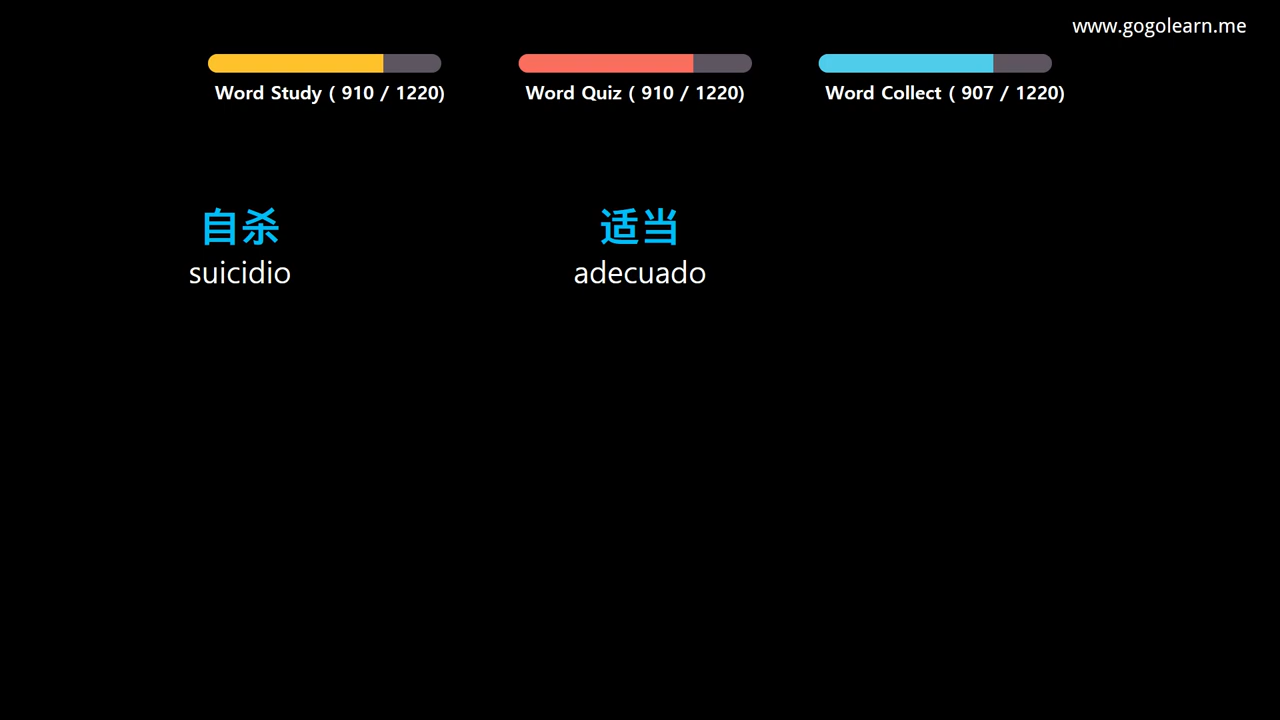 www.gogolearn.me
Word Study ( 910 / 1220)
Word Quiz ( 910 / 1220)
Word Collect ( 907 / 1220)
自杀
suicidio
适当
adecuado